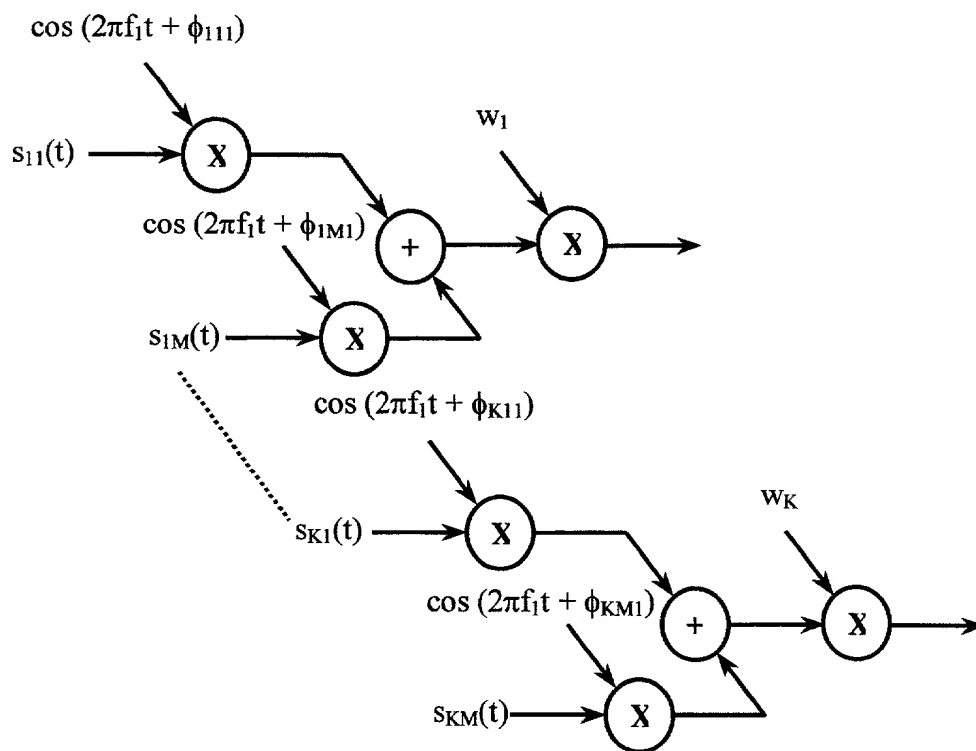 cos (2πf₁t + ϕ₁₁₁)
w₁
s₁₁(t)
X
cos (2πf₁t + ϕ₁M₁)
+
X
s₁M(t)
X
cos (2πf₁t + ϕK₁₁)
wK
sK₁(t)
X
cos (2πf₁t + ϕKM₁)
+
X
sKM(t)
X